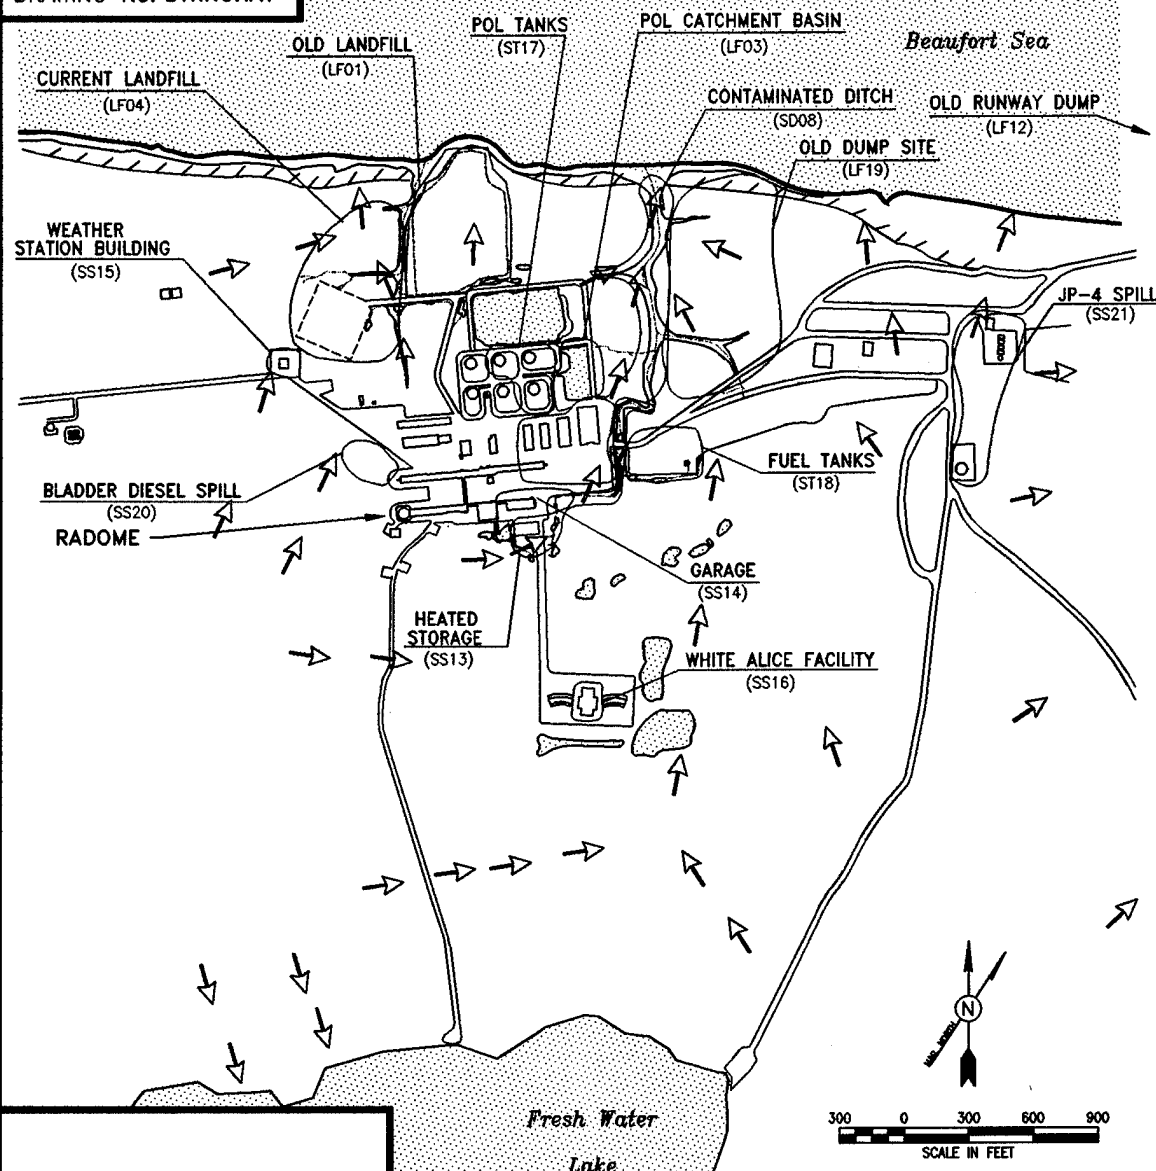 POL TANKS
(ST17)
POL CATCHMENT BASIN
(LF03)
Beaufort Sea
OLD LANDFILL
(LF01)
CURRENT LANDFILL
(LF04)
CONTAMINATED DITCH
(SD08)
OLD RUNWAY DUMP
(LF12)
OLD DUMP SITE
(LF19)
WEATHER
STATION BUILDING
(SS15)
JP-4 SPILL
(SS21)
FUEL TANKS
(ST18)
BLADDER DIESEL SPILL
(SS20)
RADOME
GARAGE
(SS14)
HEATED
STORAGE
(SS13)
WHITE ALICE FACILITY
(SS16)
N
MAG NORTH
Fresh Water
Lake
300 0 300 600 900
SCALE IN FEET